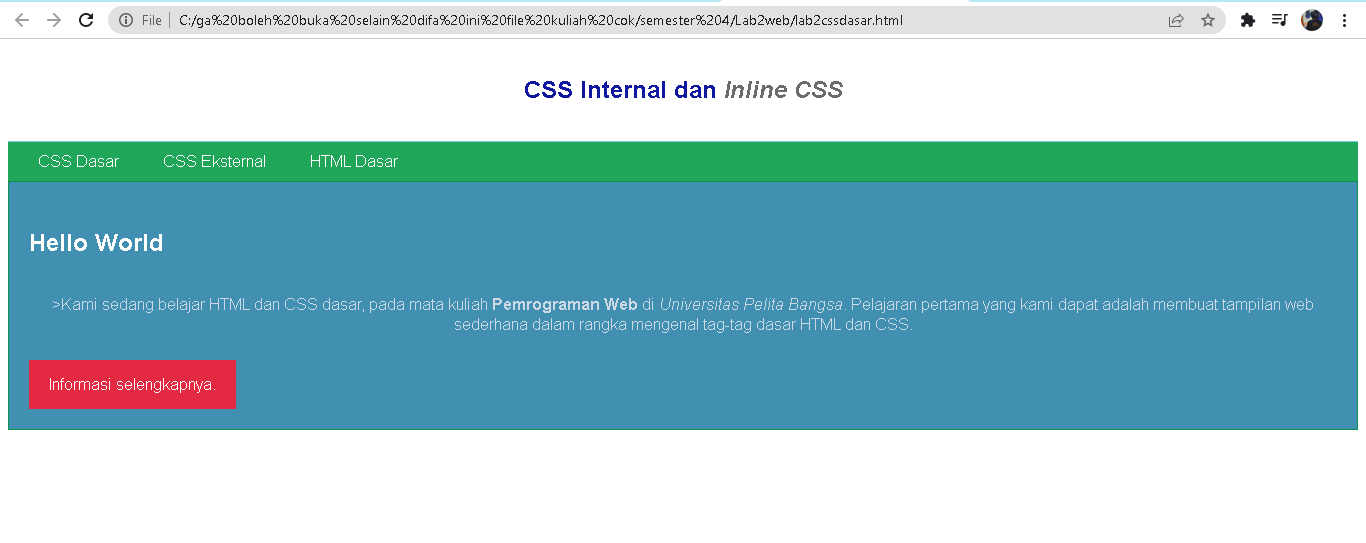 File | C:/ga%20boleh%20buka%20selain%20difa%20ini%20file%20kuliah%20cok/semester%204/Lab2web/lab2cssdasar.html
CSS Internal dan Inline CSS
CSS Dasar CSS Eksternal HTML Dasar
Hello World
>Kami sedang belajar HTML dan CSS dasar, pada mata kuliah Pemrograman Web di Universitas Pelita Bangsa. Pelajaran pertama yang kami dapat adalah membuat tampilan web
sederhana dalam rangka mengenal tag-tag dasar HTML dan CSS.
Informasi selengkapnya.